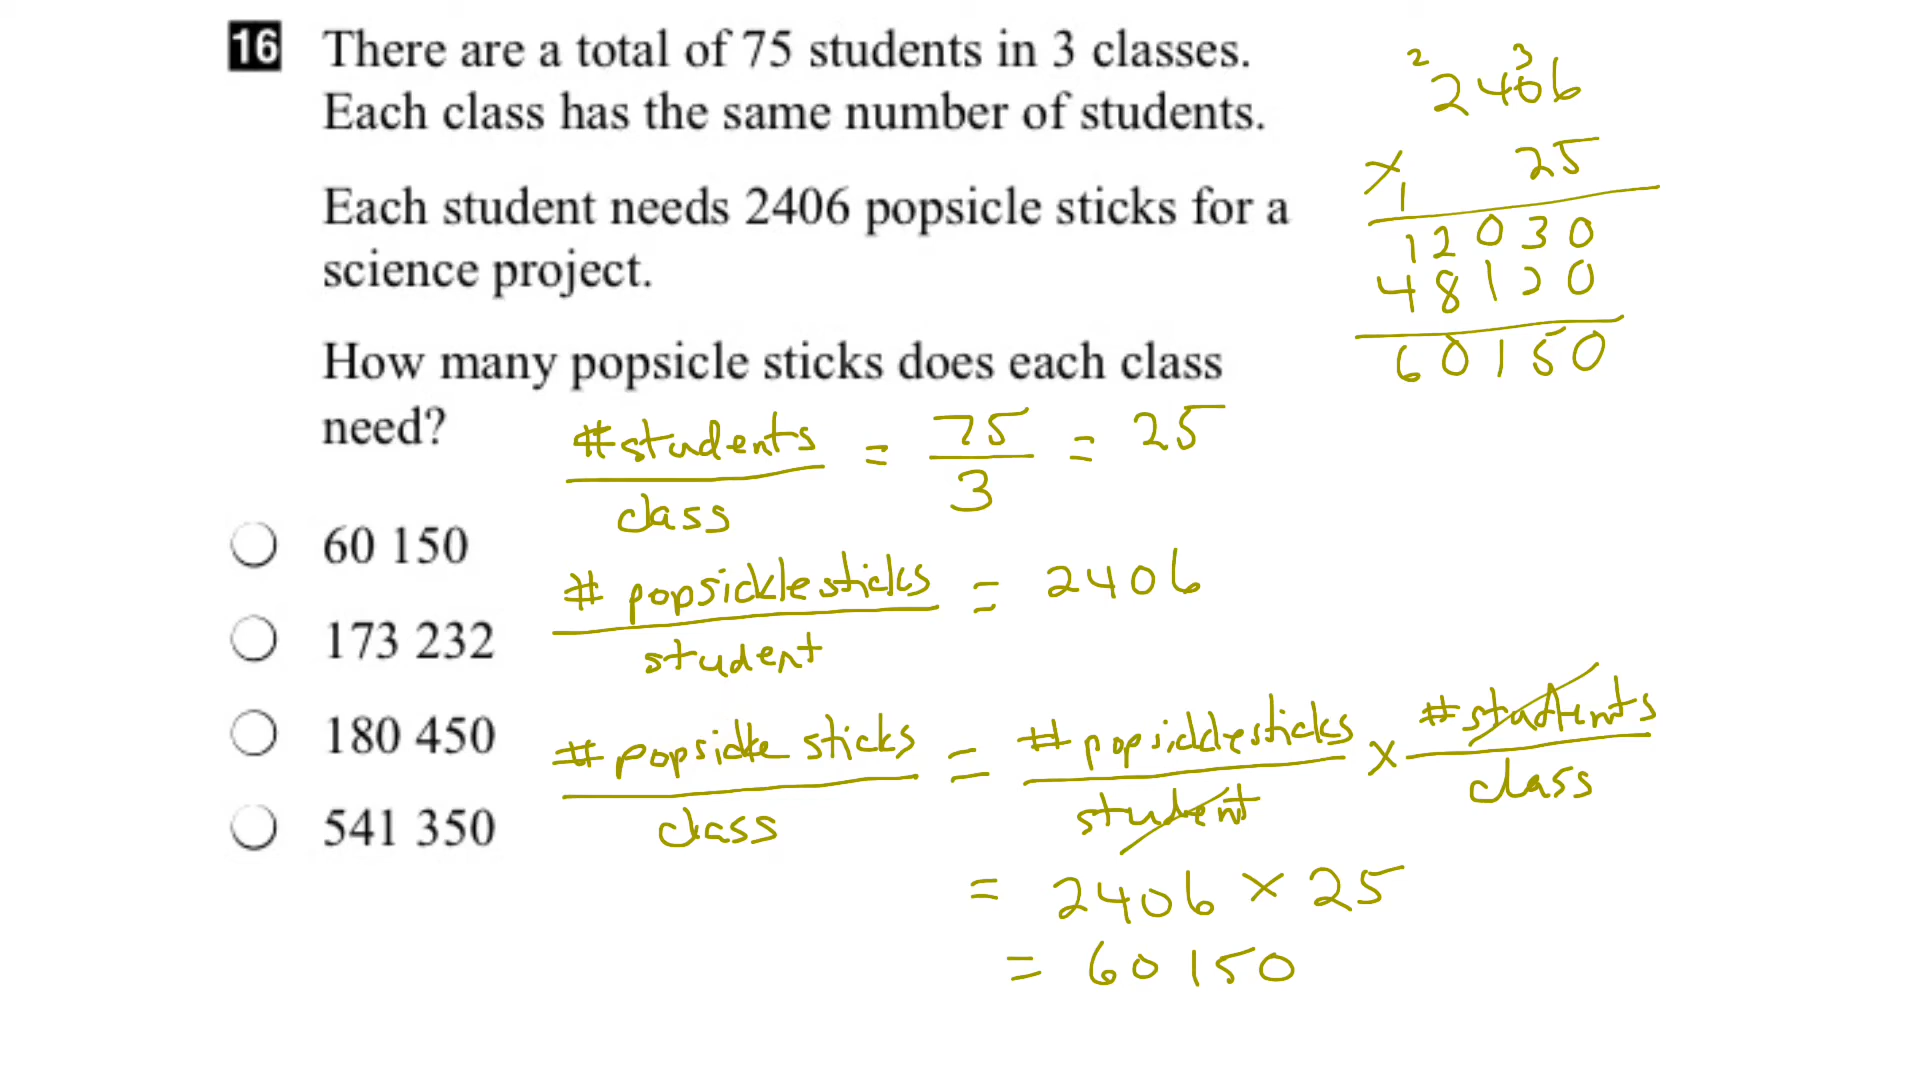 16 There are a total of 75 students in 3 classes.
Each class has the same number of students.
Each student needs 2406 popsicle sticks for a
science project.
How many popsicle sticks does each class
need?
60 150
173 232
180 450
541 350
2 3
2406
x 25
1
12030
48120
60150
#students / class = 75 / 3 = 25
# popsickle sticks / student = 2406
# popsickle sticks / class = # popsickle sticks / student x # students / class
= 2406 x 25
= 60150